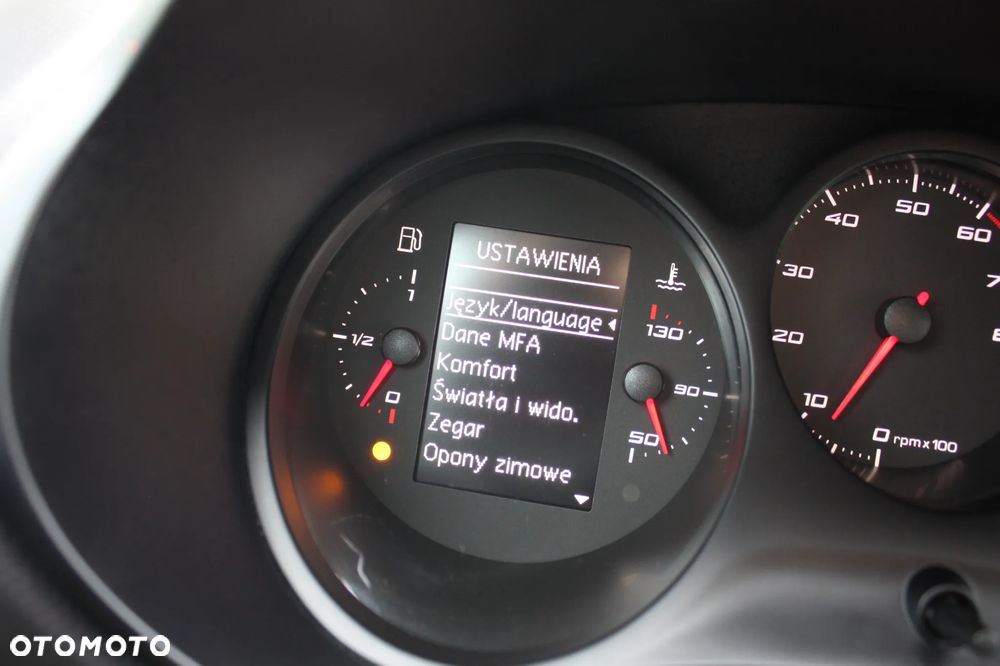 USTAWIENIA
Język/language
Dane MFA
Komfort
Światła i wido.
Zegar
Opony zimowe
1
1/2
0
130
90
50
0
10
20
30
40
50
60
rpm x 100
OTOMOTO